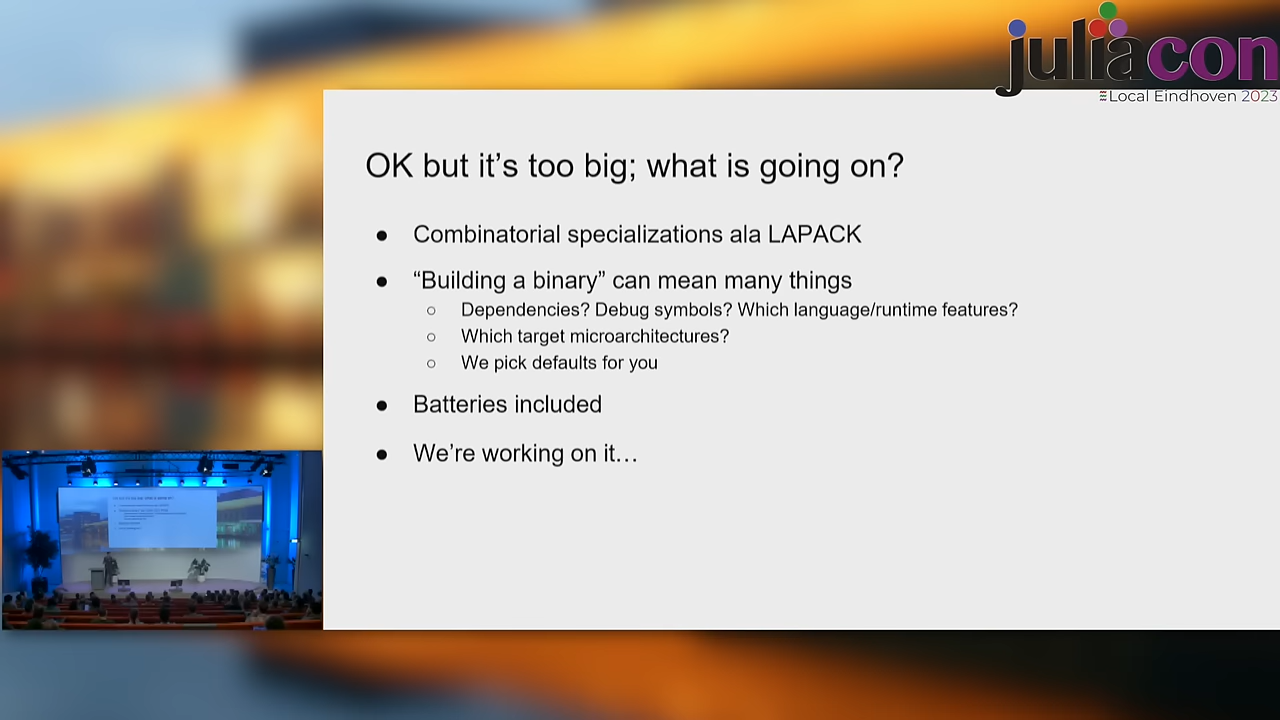 juliacon
Local Eindhoven 2023
OK but it's too big; what is going on?
● Combinatorial specializations ala LAPACK
● “Building a binary” can mean many things
○ Dependencies? Debug symbols? Which language/runtime features?
○ Which target microarchitectures?
○ We pick defaults for you
● Batteries included
● We’re working on it…